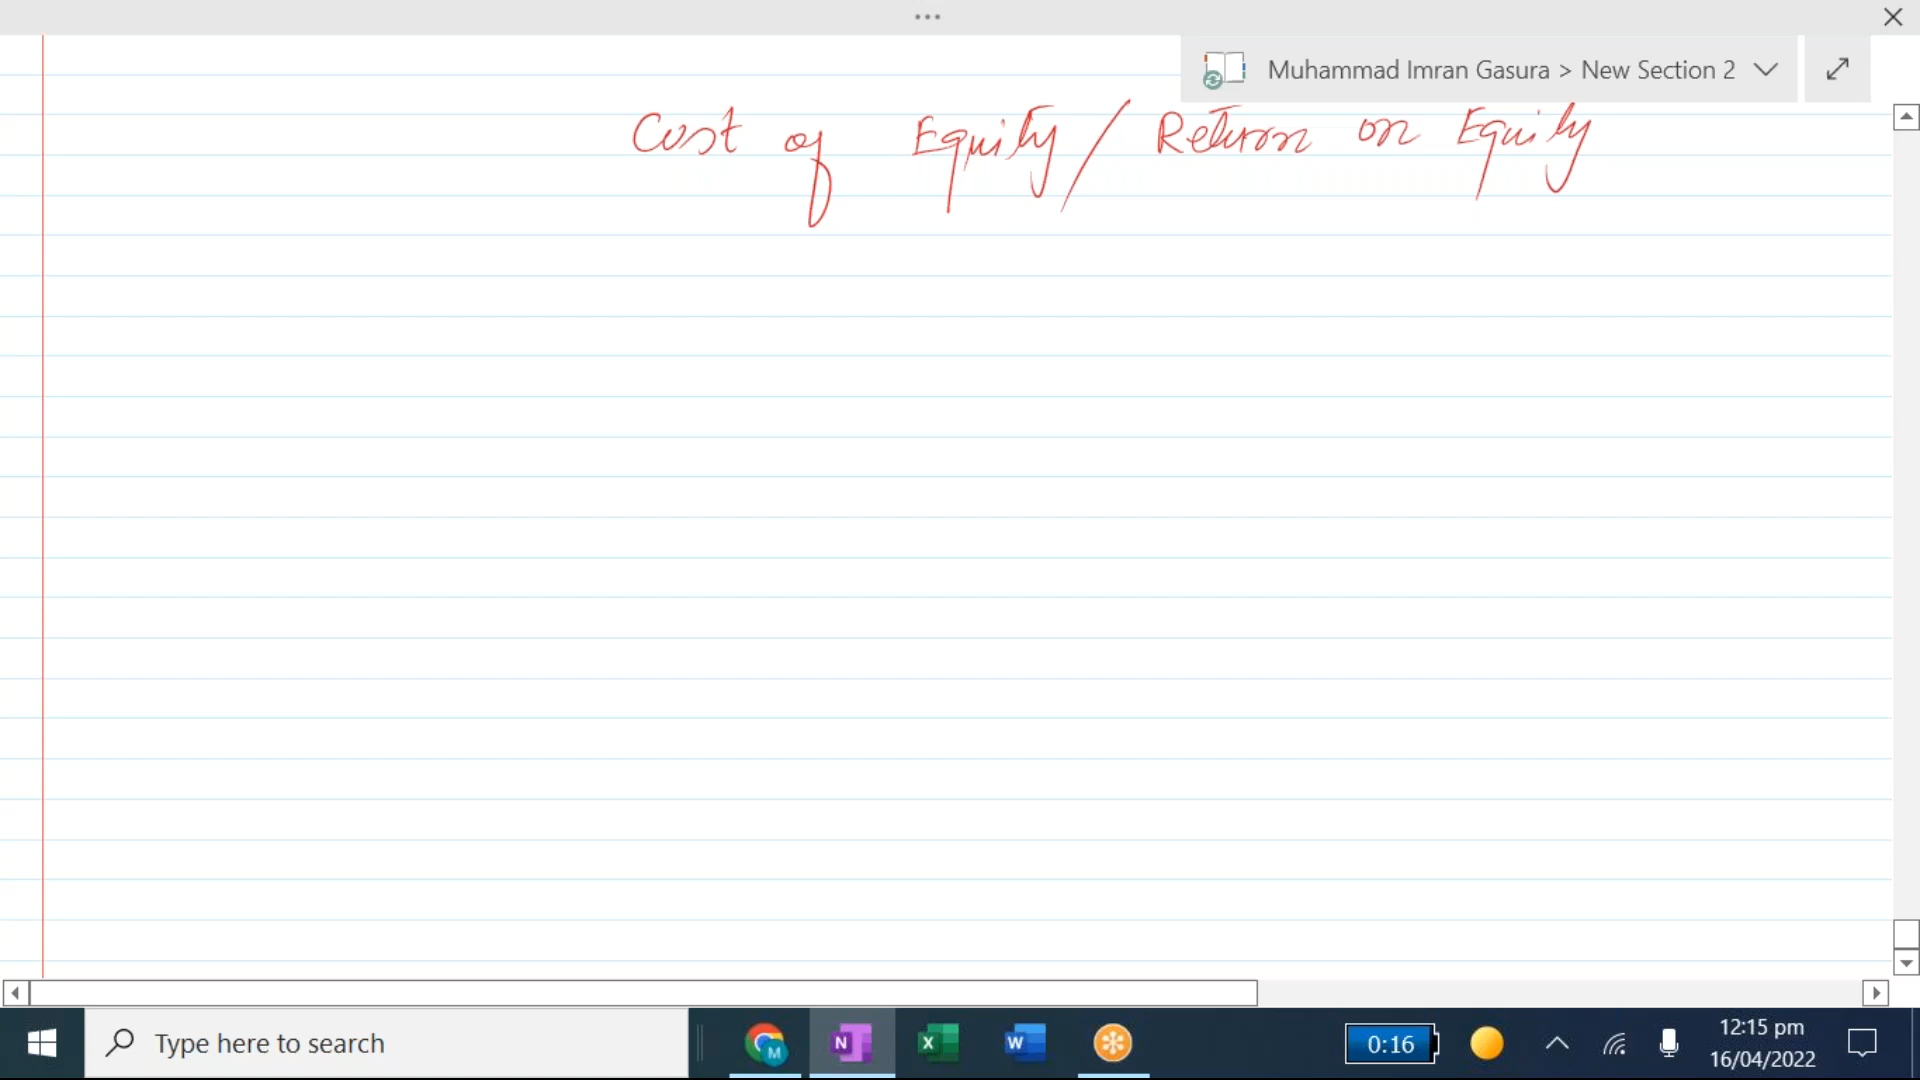 Muhammad Imran Gasura > New Section 2
Cost of Equity / Return on Equity
Type here to search
0:16
12:15 pm
16/04/2022